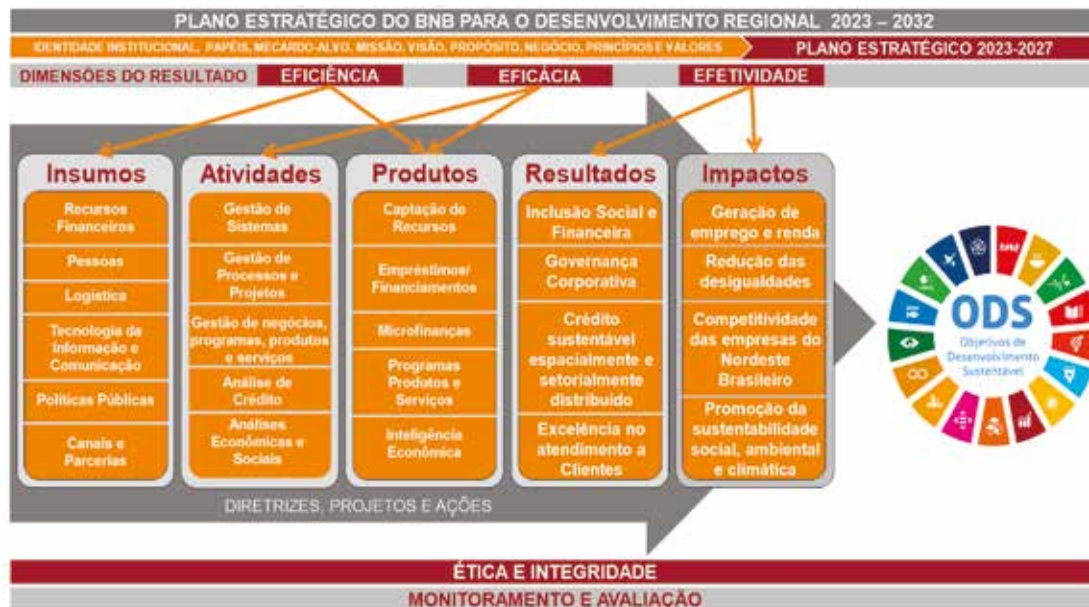 PLANO ESTRATÉGICO DO BNB PARA O DESENVOLVIMENTO REGIONAL 2023 – 2032
IDENTIDADE INSTITUCIONAL, PAPÉIS, MECARDO-ALVO, MISSÃO, VISÃO, PROPÓSITO, NEGÓCIO, PRINCÍPIOS E VALORES
PLANO ESTRATÉGICO 2023-2027
DIMENSÕES DO RESULTADO
EFICIÊNCIA
EFICÁCIA
EFETIVIDADE
Insumos
Recursos
Financeiros
Pessoas
Logística
Tecnologia da
Informação e
Comunicação
Políticas Públicas
Canais e
Parcerias
Atividades
Gestão de
Sistemas
Gestão de
Processos e
Projetos
Gestão de negócios,
programas, produtos
e serviços
Análise de
Crédito
Análises
Econômicas e
Sociais
Produtos
Captação de
Recursos
Empréstimos/
Financiamentos
Microfinanças
Programas
Produtos e
Serviços
Inteligência
Econômica
Resultados
Inclusão Social e
Financeira
Governança
Corporativa
Crédito
sustentável
espacialmente e
setorialmente
distribuído
Excelência no
atendimento a
Clientes
Impactos
Geração de
emprego e renda
Redução das
desigualdades
Competitividade
das empresas do
Nordeste
Brasileiro
Promoção da
sustentabilidade
social, ambiental
e climática
ODS
Objetivos de
Desenvolvimento
Sustentável
DIRETRIZES, PROJETOS E AÇÕES
ÉTICA E INTEGRIDADE
MONITORAMENTO E AVALIAÇÃO